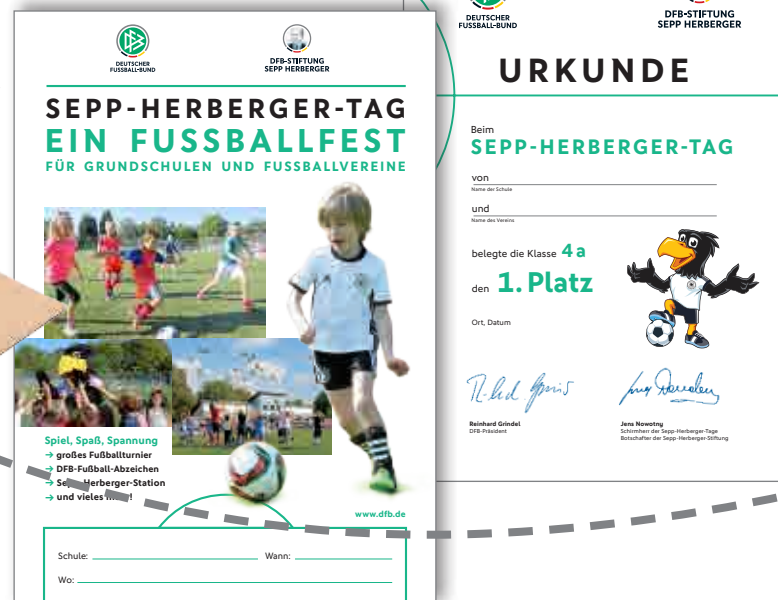 DEUTSCHER
FUSSBALL-BUND
DFB-STIFTUNG
SEPP HERBERGER
SEPP-HERBERGER-TAG
EIN FUSSBALLFEST
FÜR GRUNDSCHULEN UND FUSSBALLVEREINE
Spiel, Spaß, Spannung
→ großes Fußballturnier
→ DFB-Fußball-Abzeichen
→ Sepp-Herberger-Station
→ und vieles mehr!
www.dfb.de
Schule:
Wann:
Wo:
DEUTSCHER
FUSSBALL-BUND
DFB-STIFTUNG
SEPP HERBERGER
URKUNDE
Beim
SEPP-HERBERGER-TAG
von
Name der Schule
und
Name des Vereins
belegte die Klasse 4 a
den 1. Platz
Ort, Datum
Reinhard Grindel
DFB-Präsident
Jens Nowotny
Schirmherr der Sepp-Herberger-Tage
Botschafter der Sepp-Herberger-Stiftung